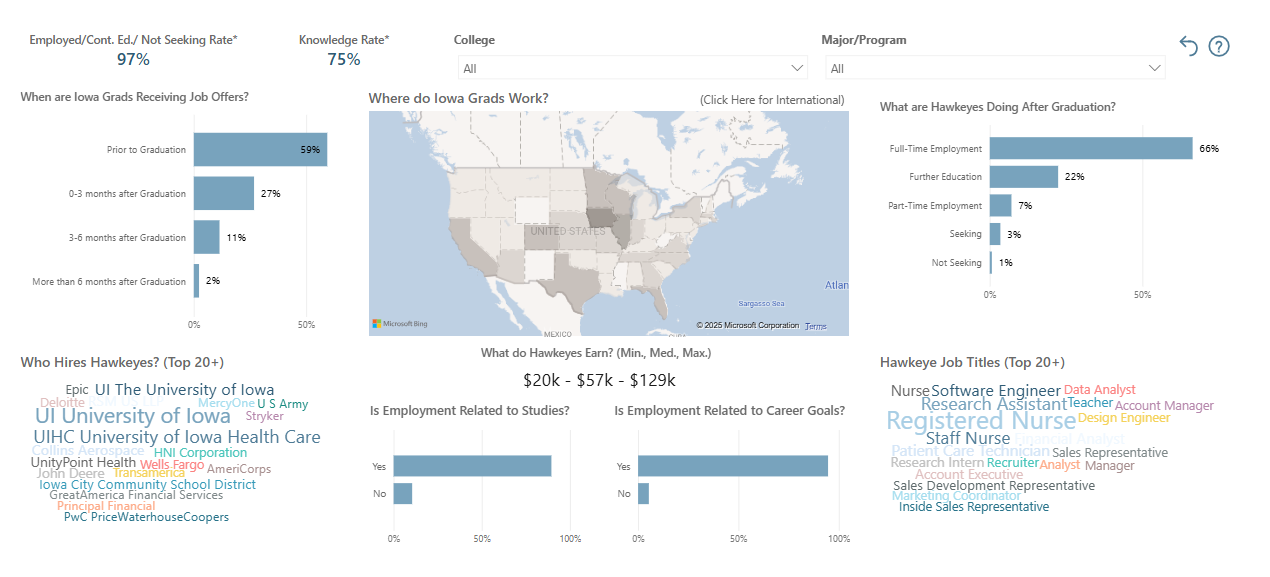 Employed/Cont. Ed./ Not Seeking Rate*
97%
Knowledge Rate*
75%
College
All
Major/Program
All
When are Iowa Grads Receiving Job Offers?
Prior to Graduation
59%
0-3 months after Graduation
27%
3-6 months after Graduation
11%
More than 6 months after Graduation
2%
0%
50%
Where do Iowa Grads Work?
(Click Here for International)
UNITED STATES
Atlan
Sargasso Sea
MEXICO
CUBA
Microsoft Bing
© 2025 Microsoft Corporation
Terms
What are Hawkeyes Doing After Graduation?
Full-Time Employment
66%
Further Education
22%
Part-Time Employment
7%
Seeking
3%
Not Seeking
1%
0%
50%
Who Hires Hawkeyes? (Top 20+)
Epic
UI The University of Iowa
Deloitte
RSM US LLP
MercyOne
U S Army
UI University of Iowa
Stryker
UIHC University of Iowa Health Care
Collins Aerospace
HNI Corporation
UnityPoint Health
Wells Fargo
John Deere
Transamerica
AmeriCorps
Iowa City Community School District
GreatAmerica Financial Services
Principal Financial
PwC PriceWaterhouseCoopers
What do Hawkeyes Earn? (Min., Med., Max.)
$20k - $57k - $129k
Is Employment Related to Studies?
Yes
No
0%
50%
100%
Is Employment Related to Career Goals?
Yes
No
0%
50%
100%
Hawkeye Job Titles (Top 20+)
Nurse
Software Engineer
Data Analyst
Research Assistant
Teacher
Account Manager
Registered Nurse
Design Engineer
Staff Nurse
Financial Analyst
Patient Care Technician
Sales Representative
Research Intern
Recruiter
Analyst
Manager
Account Executive
Sales Development Representative
Marketing Coordinator
Inside Sales Representative